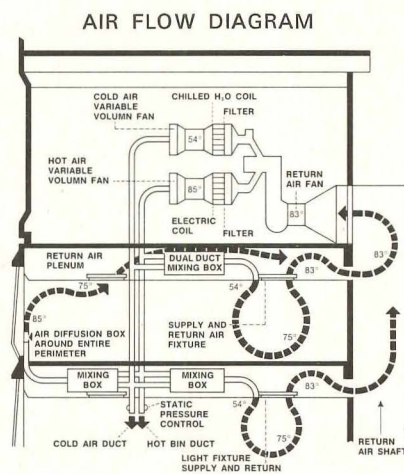 AIR FLOW DIAGRAM
COLD AIR
VARIABLE
VOLUMN FAN
CHILLED H₂O COIL
FILTER
54°
HOT AIR
VARIABLE
VOLUMN FAN
RETURN
AIR FAN
85°
83°
ELECTRIC
COIL
FILTER
RETURN AIR
PLENUM
DUAL DUCT
MIXING BOX
83°
83°
75°
54°
85°
SUPPLY AND
RETURN AIR
FIXTURE
75°
AIR DIFFUSION BOX
AROUND ENTIRE
PERIMETER
MIXING
BOX
MIXING
BOX
83°
54°
STATIC
PRESSURE
CONTROL
75°
COLD AIR DUCT
HOT BIN DUCT
RETURN
AIR SHAFT
LIGHT FIXTURE
SUPPLY AND RETURN